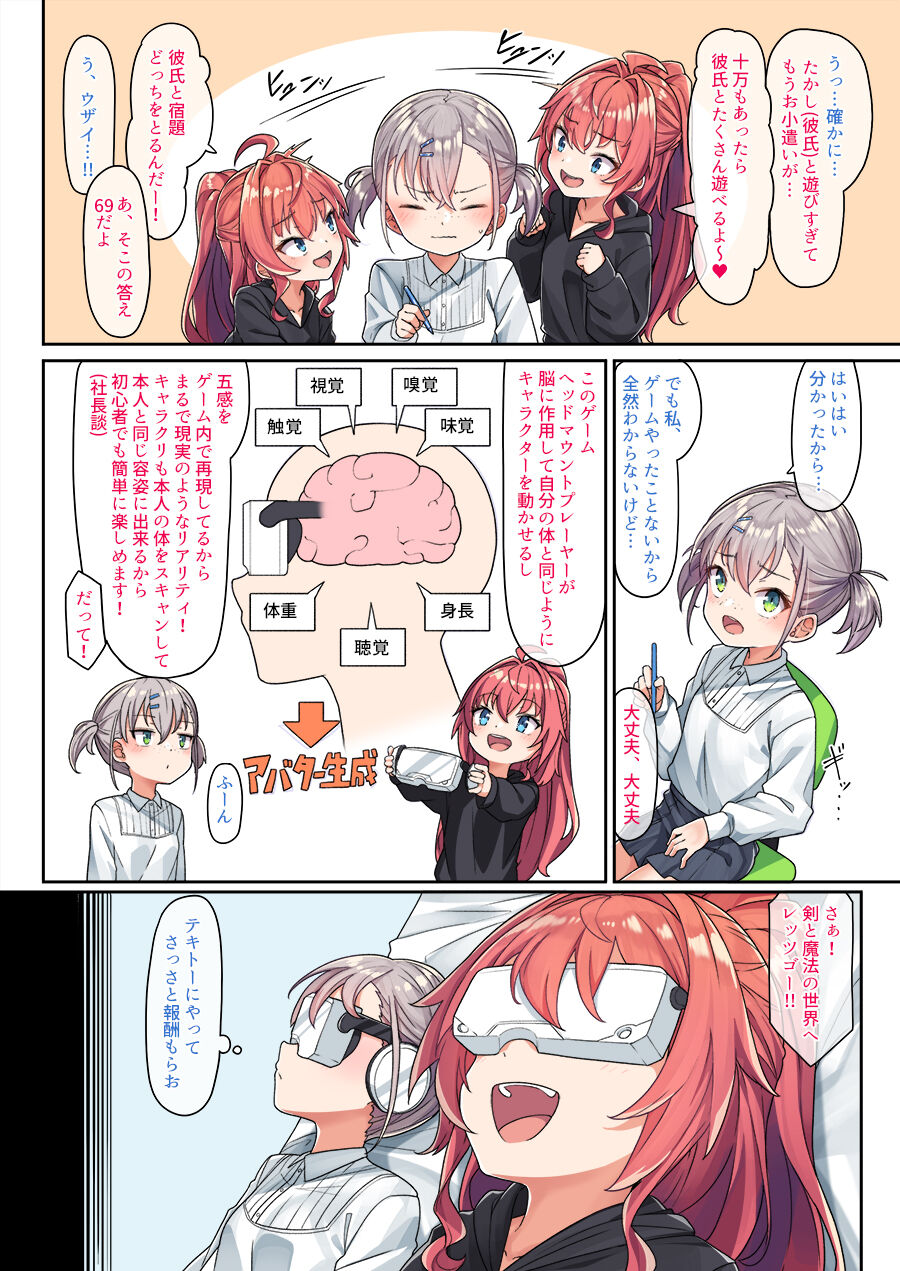 うっ…確かに…
たかし(彼氏)と遊びすぎて
もうお小遣いが…
十万もあったら
彼氏とたくさん遊べるよ～♥
ヒュン
ヒュン
彼氏と宿題
どっちをとるんだー！
う、ウザイ…!!
あ、そこの答え
69だよ
はいはい
分かったから…
でも私、
ゲームやったことないから
全然わからないけど…
ギッ…
大丈夫、大丈夫
このゲーム
ヘッドマウントプレーヤーが
脳に作用して自分の体と同じように
キャラクターを動かせるし
視覚
嗅覚
触覚
味覚
体重
身長
聴覚
アバター生成
五感を
ゲーム内で再現してるから
まるで現実のようなリアリティ！
キャラクリも本人の体をスキャンして
本人と同じ容姿に出来るから
初心者でも簡単に楽しめます！
(社長談)
だって！
ふーん
さぁ！
剣と魔法の世界へ
レッツゴー!!
テキトーにやって
さっさと報酬もらお